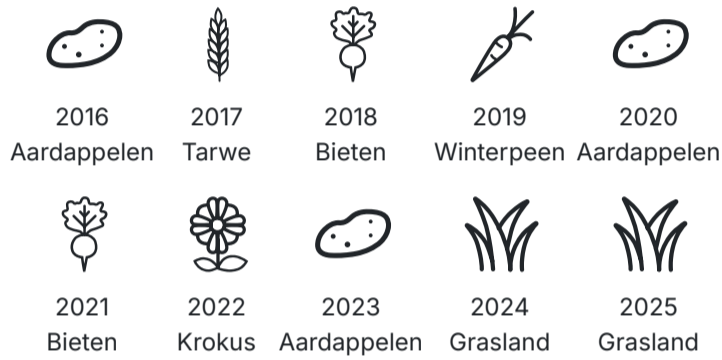 2016 2017 2018 2019 2020
Aardappelen Tarwe Bieten Winterpeen Aardappelen
2021 2022 2023 2024 2025
Bieten Krokus Aardappelen Grasland Grasland